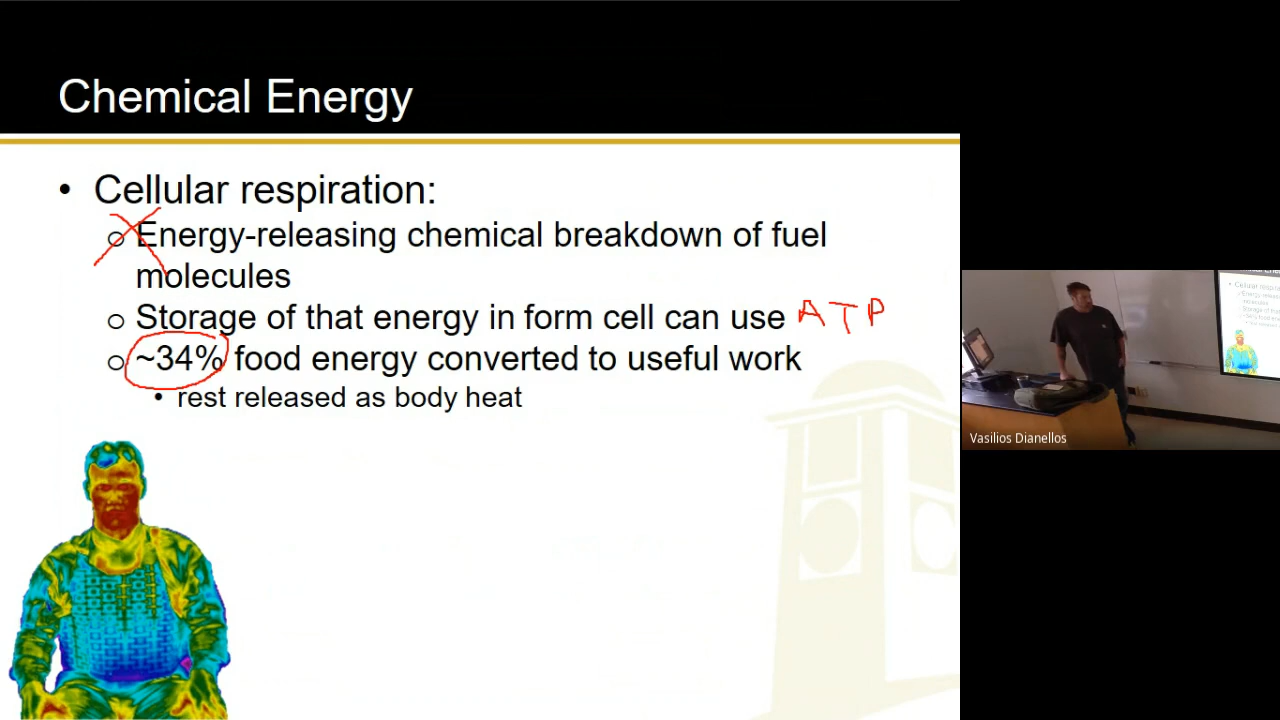 Chemical Energy
• Cellular respiration:
o Energy-releasing chemical breakdown of fuel
molecules
o Storage of that energy in form cell can use ATP
o ~34% food energy converted to useful work
• rest released as body heat
Vasilios Dianellos